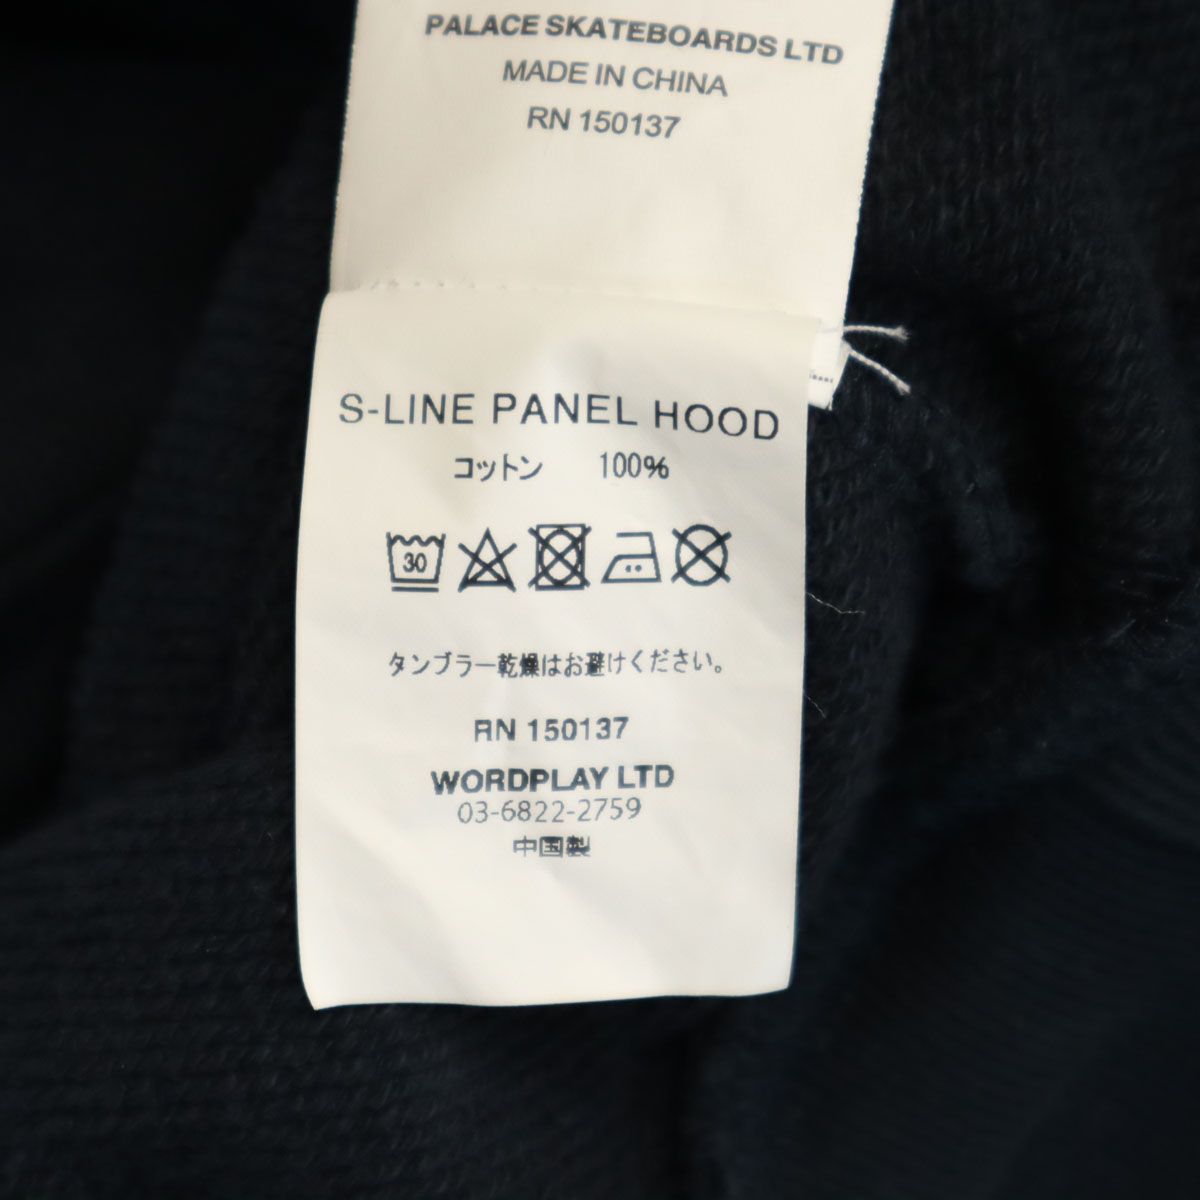 PALACE SKATEBOARDS LTD
MADE IN CHINA
RN 150137
S-LINE PANEL HOOD
コットン 100%
30
タンブラー乾燥はお避けください。
RN 150137
WORDPLAY LTD
03-6822-2759
中国製